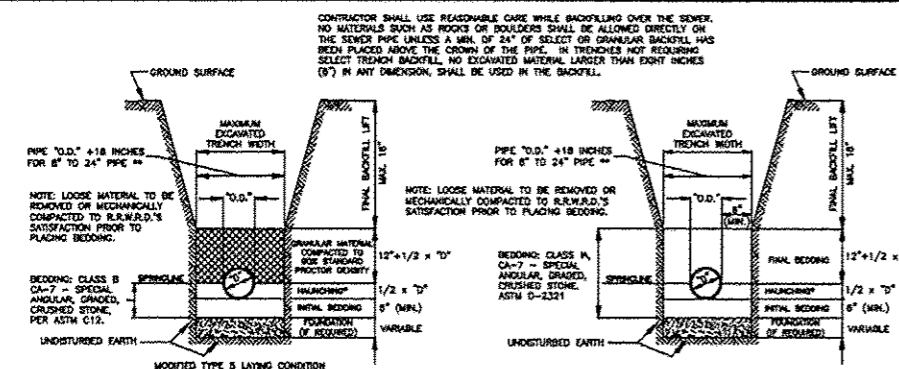 CONTRACTOR SHALL USE REASONABLE CARE WHILE BACKFILLING OVER THE SEWER.
NO MATERIALS SUCH AS ROCKS OR BOULDERS SHALL BE ALLOWED DIRECTLY ON
THE SEWER PIPE UNLESS A MIN. OF 24" OF SELECT OR GRANULAR BACKFILL HAS
BEEN PLACED ABOVE THE CROWN OF THE PIPE. IN TRENCHES NOT REQUIRING
SELECT TRENCH BACKFILL, NO EXCAVATED MATERIAL LARGER THAN EIGHT INCHES
(8") IN ANY DIMENSION, SHALL BE USED IN THE BACKFILL.
GROUND SURFACE
MAXIMUM
EXCAVATED
TRENCH WIDTH
PIPE "O.D." +18 INCHES
FOR 8" TO 24" PIPE **
"O.D."
NOTE: LOOSE MATERIAL TO BE
REMOVED OR MECHANICALLY
COMPACTED TO R.R.W.R.D.'S
SATISFACTION PRIOR TO
PLACING BEDDING.
FINAL BACKFILL LIFT
MAX. 18"
GRANULAR MATERIAL
COMPACTED TO
STANDARD
PROCTOR DENSITY
12"+1/2 x "D"
"D"
BEDDING: CLASS B
CA-7 - SPECIAL
ANGULAR, GRADED,
CRUSHED STONE,
PER ASTM C12.
SPRINGLINE
HAUNCHING*
1/2 x "D"
INITIAL BEDDING
(MIN.)
FOUNDATION
(IF REQUIRED)
VARIABLE
UNDISTURBED EARTH
MODIFIED TYPE 5 LAYING CONDITION
GROUND SURFACE
MAXIMUM
EXCAVATED
TRENCH WIDTH
PIPE "O.D." +18 INCHES
FOR 8" TO 24" PIPE **
"O.D."
(MIN.)
NOTE: LOOSE MATERIAL TO BE REMOVED OR
MECHANICALLY COMPACTED TO R.R.W.R.D.'S
SATISFACTION PRIOR TO PLACING BEDDING.
FINAL BACKFILL LIFT
MAX. 18"
FINAL BEDDING
12"+1/2 x
"D"
BEDDING: CLASS
CA-7 - SPECIAL
ANGULAR, GRADED,
CRUSHED STONE,
ASTM D-2321
SPRINGLINE
HAUNCHING*
1/2 x "D"
INITIAL BEDDING
6" (MIN.)
FOUNDATION
(IF REQUIRED)
VARIABLE
UNDISTURBED EARTH